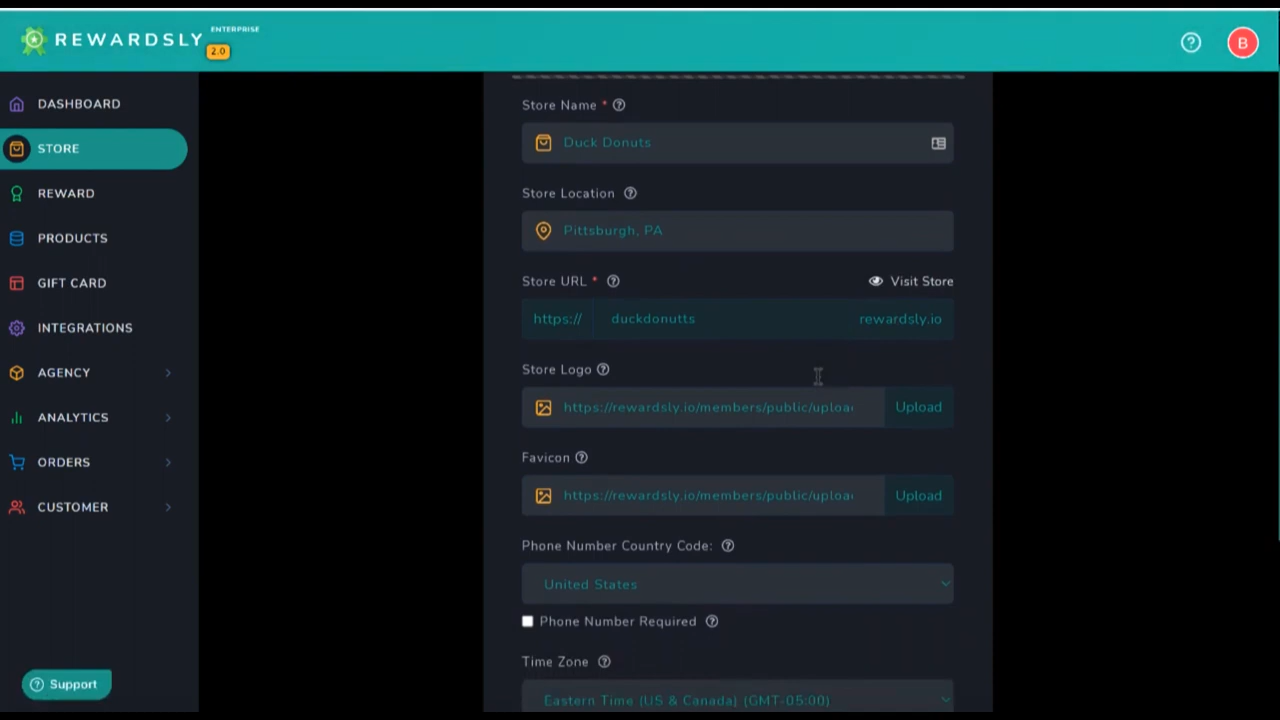 REWARDSLY
ENTERPRISE
2.0
B
DASHBOARD
STORE
REWARD
PRODUCTS
GIFT CARD
INTEGRATIONS
AGENCY
ANALYTICS
ORDERS
CUSTOMER
Support
Store Name *
Duck Donuts
Store Location
Pittsburgh, PA
Store URL * Visit Store
https:// duckdonutts rewardsly.io
Store Logo
https://rewardsly.io/members/public/uploa Upload
Favicon
https://rewardsly.io/members/public/uploa Upload
Phone Number Country Code:
United States
Phone Number Required
Time Zone
Eastern Time (US & Canada) (GMT-05:00)